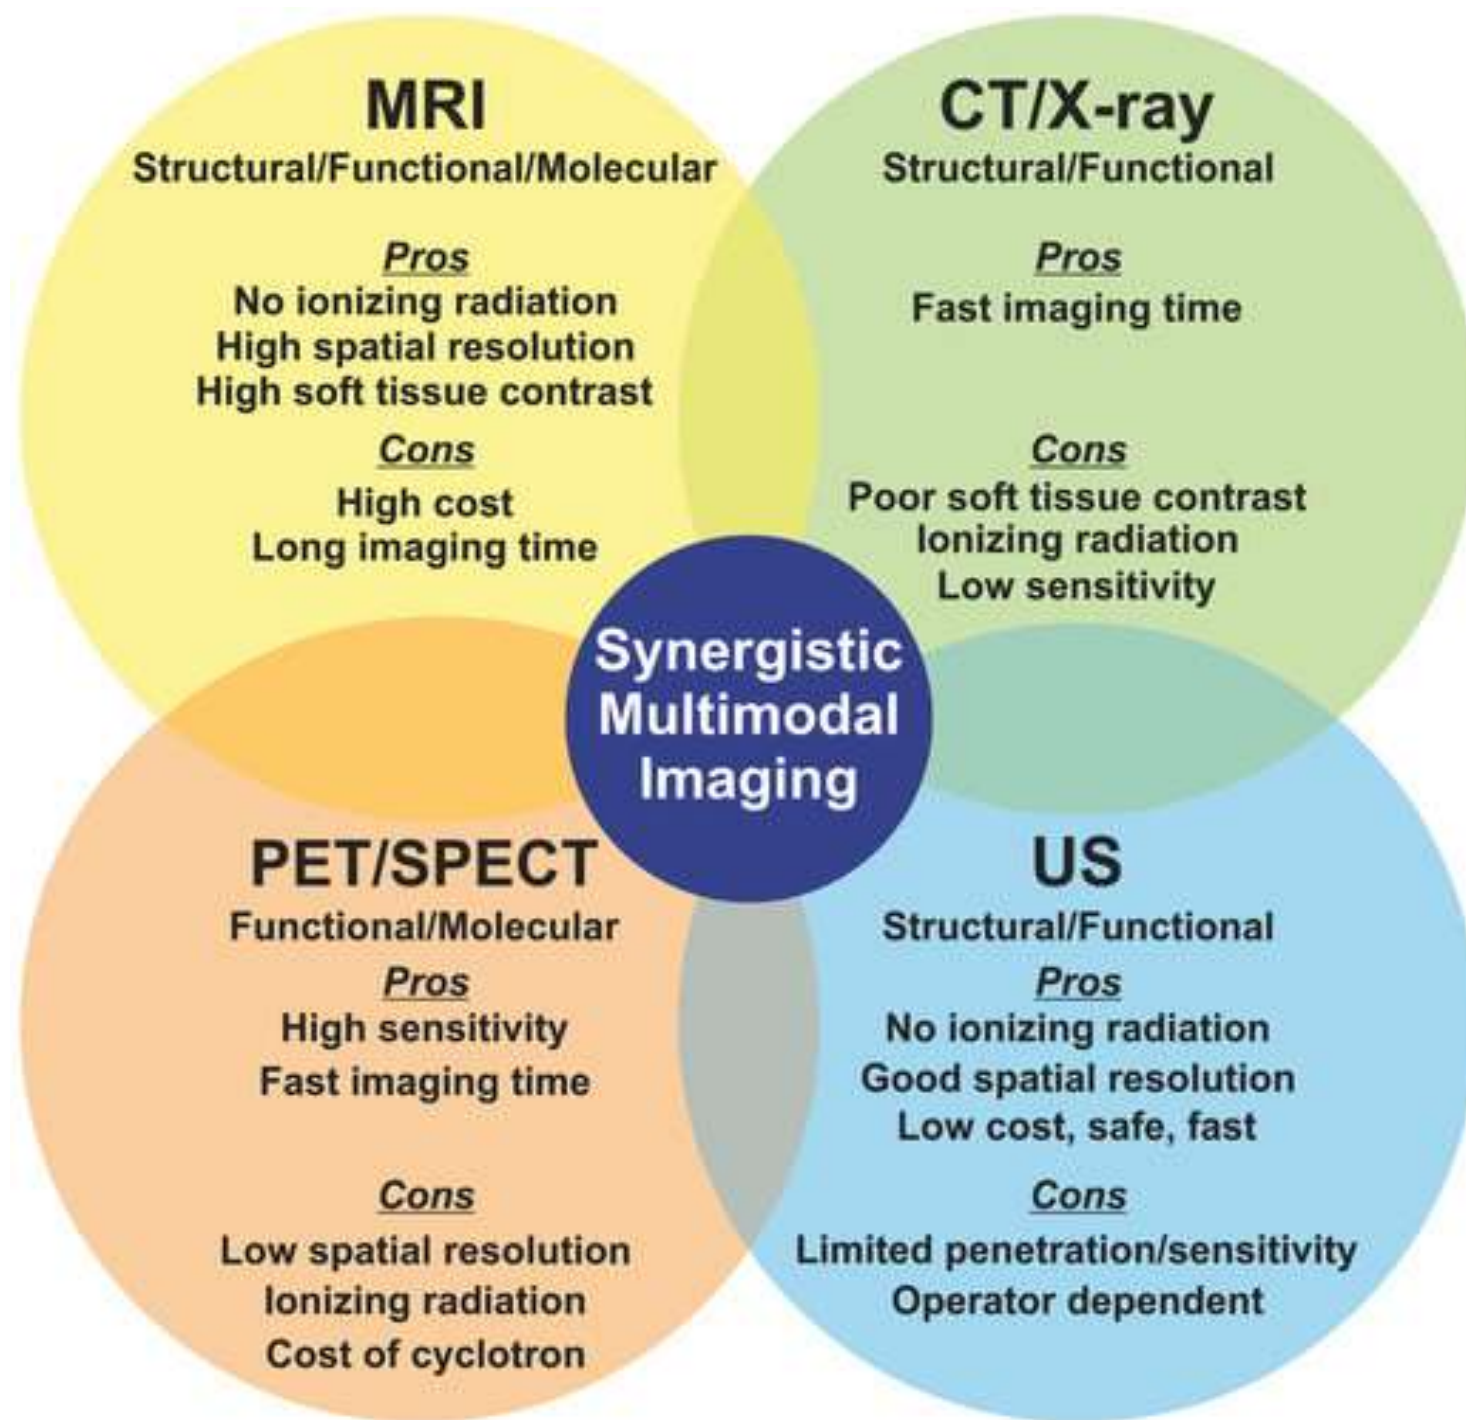 MRI
Structural/Functional/Molecular
Pros
No ionizing radiation
High spatial resolution
High soft tissue contrast
Cons
High cost
Long imaging time
CT/X-ray
Structural/Functional
Pros
Fast imaging time
Cons
Poor soft tissue contrast
Ionizing radiation
Low sensitivity
Synergistic
Multimodal
Imaging
PET/SPECT
Functional/Molecular
Pros
High sensitivity
Fast imaging time
Cons
Low spatial resolution
Ionizing radiation
Cost of cyclotron
US
Structural/Functional
Pros
No ionizing radiation
Good spatial resolution
Low cost, safe, fast
Cons
Limited penetration/sensitivity
Operator dependent